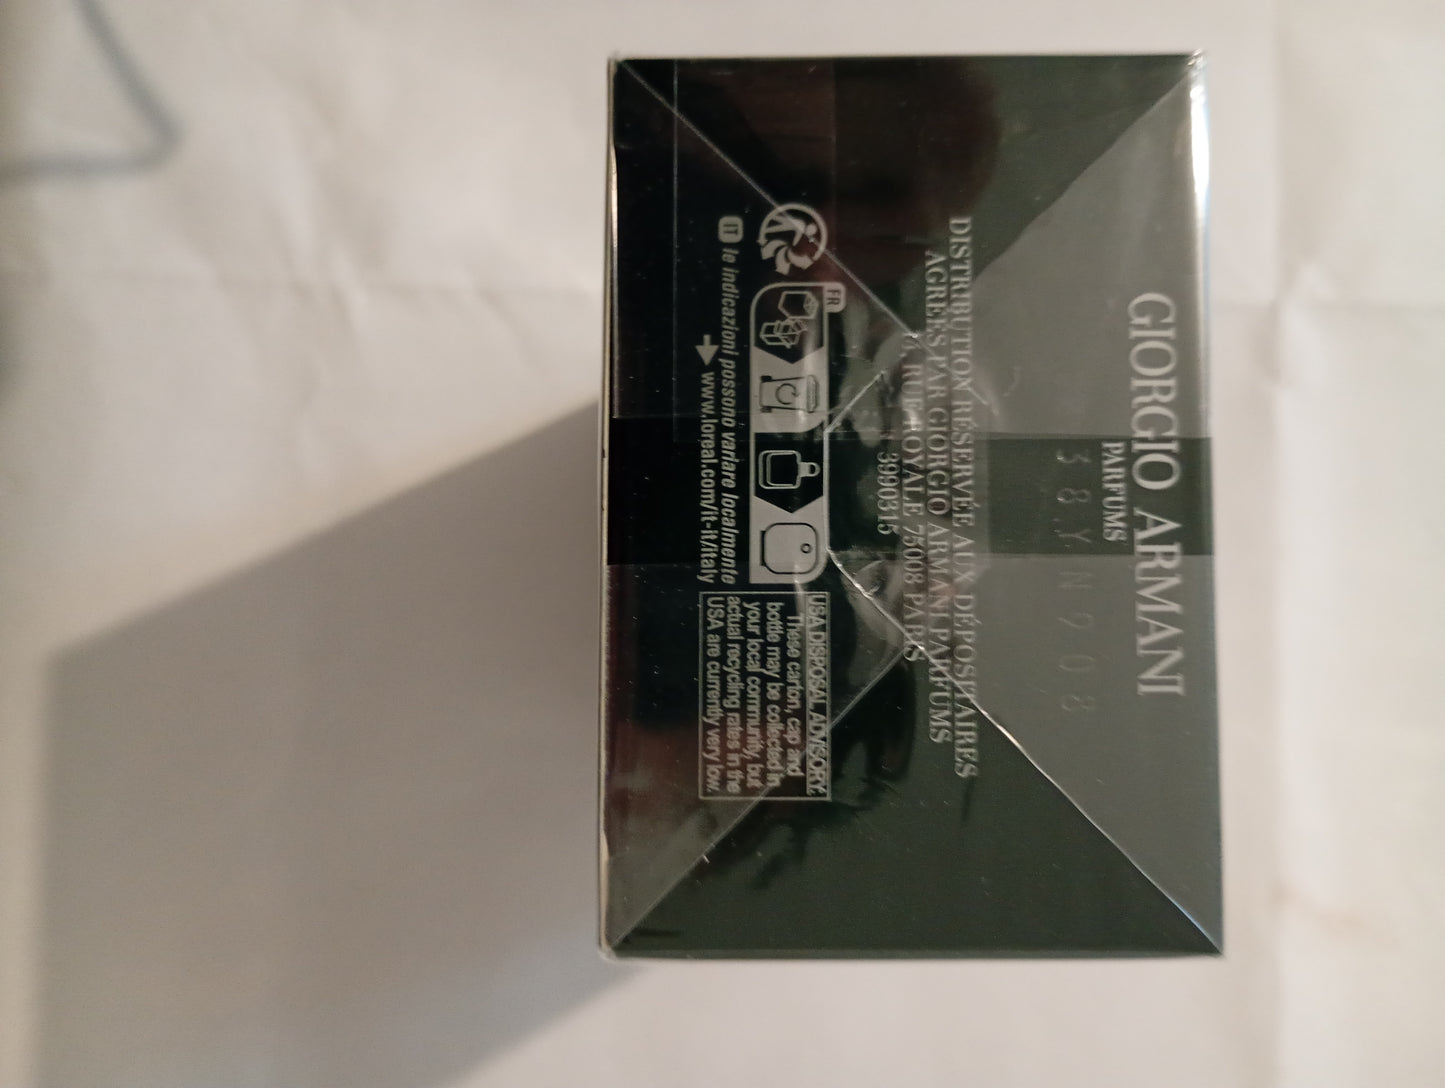 GIORGIO ARMANI
PARFUMS
38YN908
DISTRIBUTION RÉSERVÉE AUX DÉPOSITAIRES
AGRÉES PAR GIORGIO ARMANI PARFUMS
RUE ROYALE 75008 PARIS
3990315
FR
IT le indicazioni possono variare localmente
www.loreal.com/it-it/italy
USA DISPOSAL ADVISORY:
These carton, cap and
bottle may be collected in
your local community, but
actual recycling rates in the
USA are currently very low.